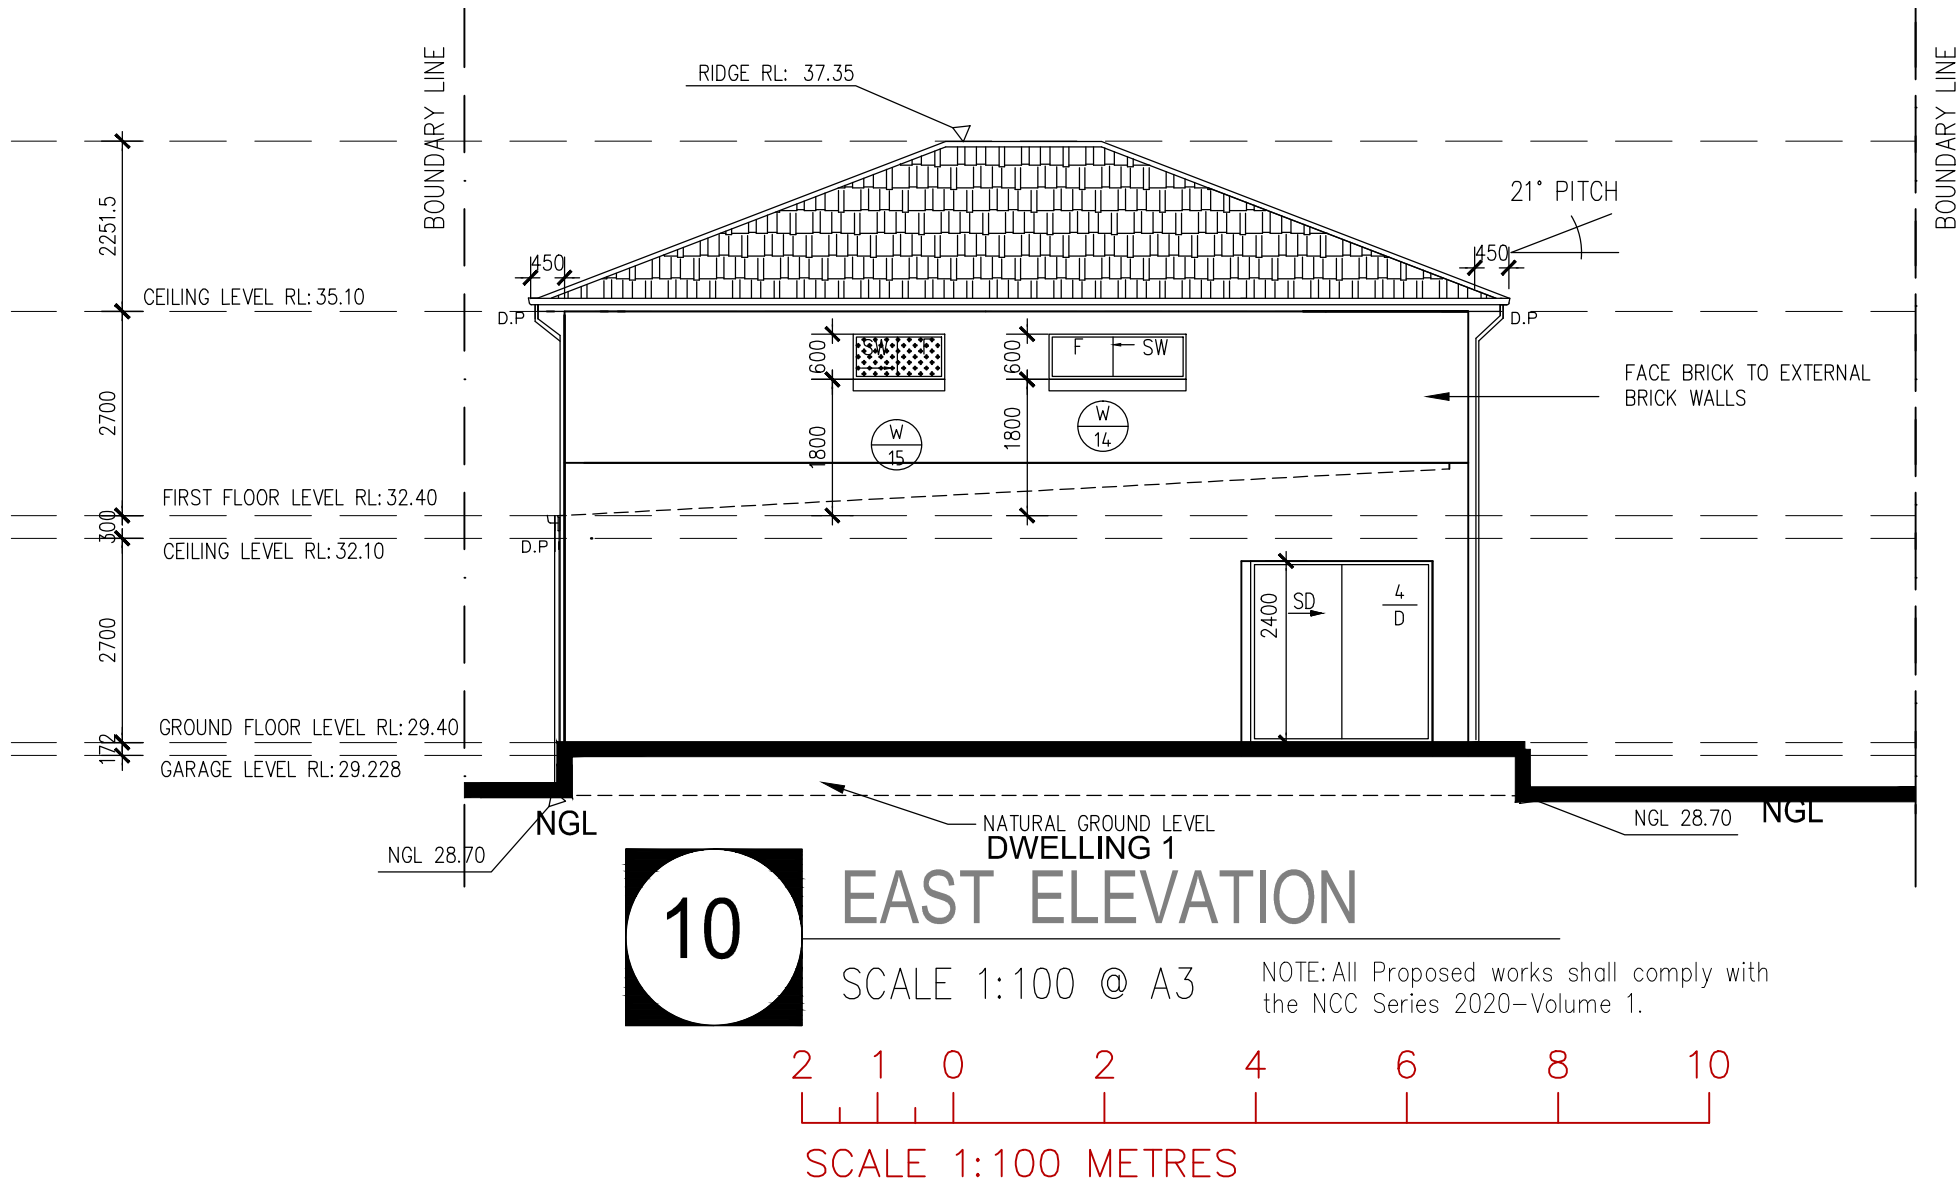 BOUNDARY LINE
BOUNDARY LINE
RIDGE RL: 37.35
21° PITCH
2251.5
450
450
CEILING LEVEL RL:35.10
D.P
D.P
600
SW
F
600
F
SW
FACE BRICK TO EXTERNAL
BRICK WALLS
2700
1800
W
15
1800
W
14
FIRST FLOOR LEVEL RL:32.40
300
CEILING LEVEL RL:32.10
D.P
2700
2400
SD
4
D
GROUND FLOOR LEVEL RL:29.40
172
GARAGE LEVEL RL:29.228
NGL
NGL 28.70
NATURAL GROUND LEVEL
DWELLING 1
NGL 28.70
NGL
10
EAST ELEVATION
SCALE 1:100 @ A3
NOTE:All Proposed works shall comply with
the NCC Series 2020-Volume 1.
2 1 0 2 4 6 8 10
SCALE 1:100 METRES